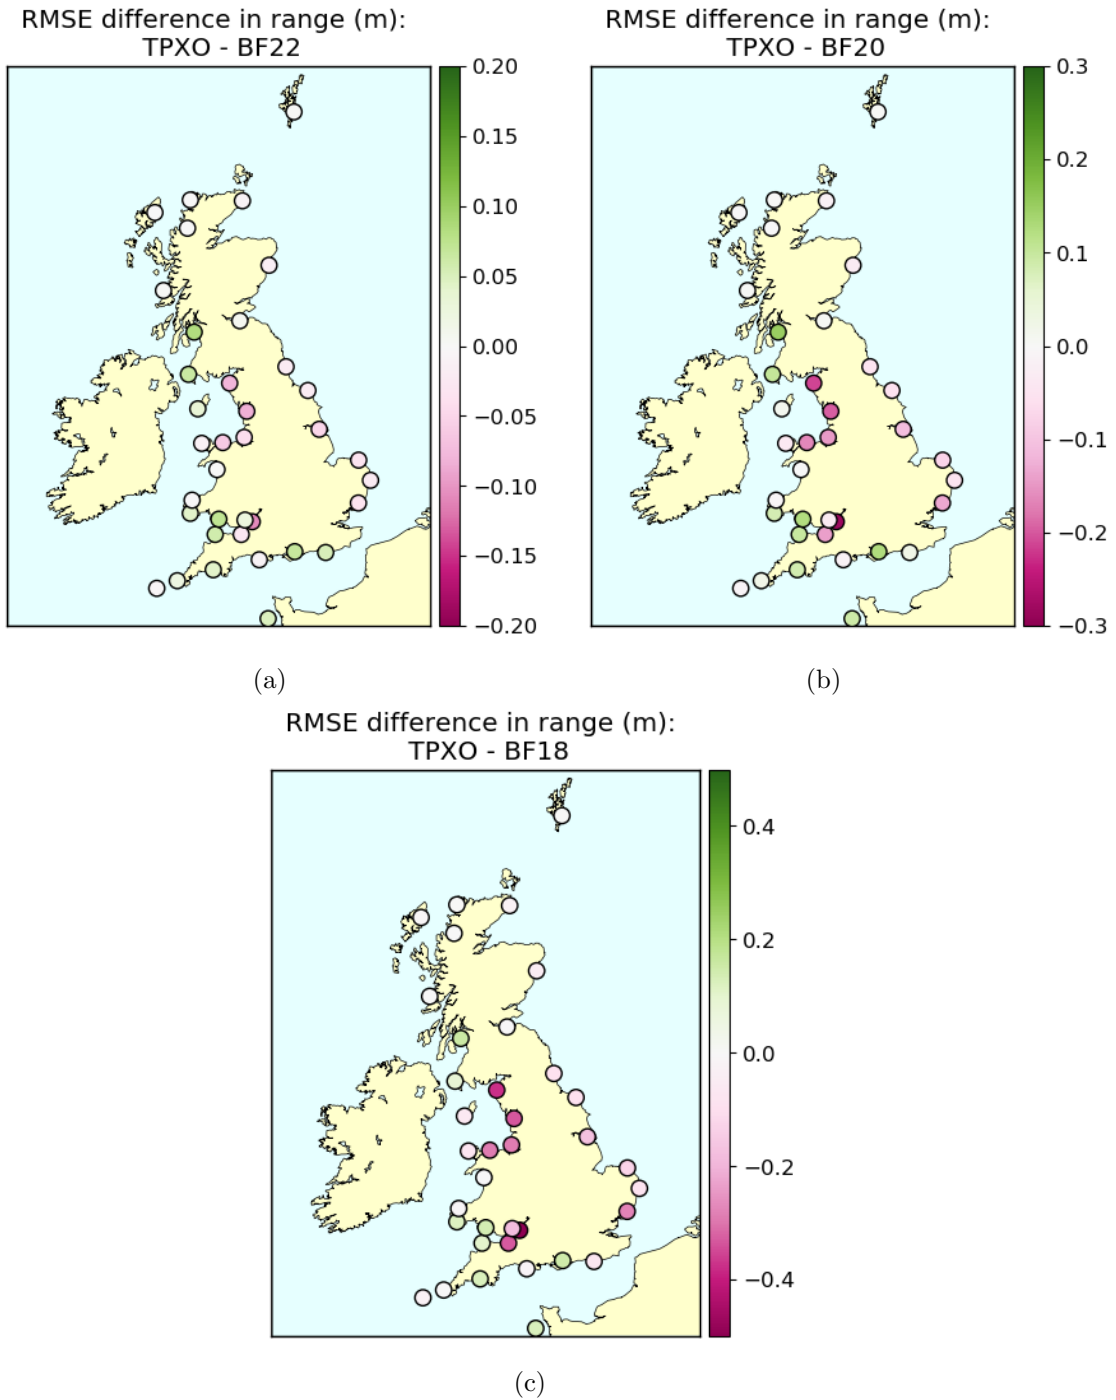 RMSE difference in range (m):
TPXO - BF22
0.20
0.15
0.10
0.05
0.00
−0.05
−0.10
−0.15
−0.20
(a)
RMSE difference in range (m):
TPXO - BF20
0.3
0.2
0.1
0.0
−0.1
−0.2
−0.3
(b)
RMSE difference in range (m):
TPXO - BF18
0.4
0.2
0.0
−0.2
−0.4
(c)